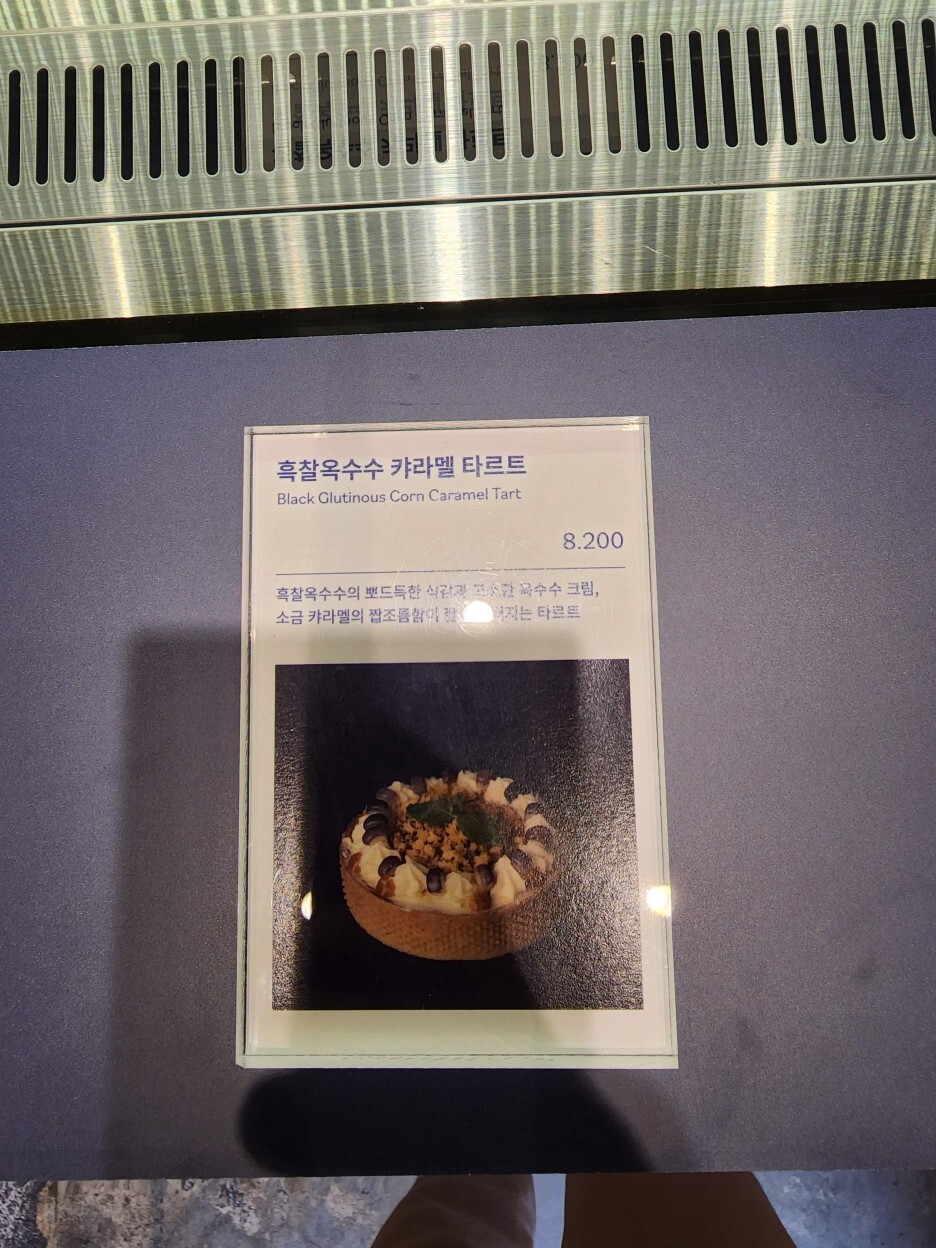 흑찰옥수수 캬라멜 타르트
Black Glutinous Corn Caramel Tart
8.200
흑찰옥수수의 뽀드득한 식감과 옥수수 크림,
소금 캬라멜의 짭조름함이 타르트